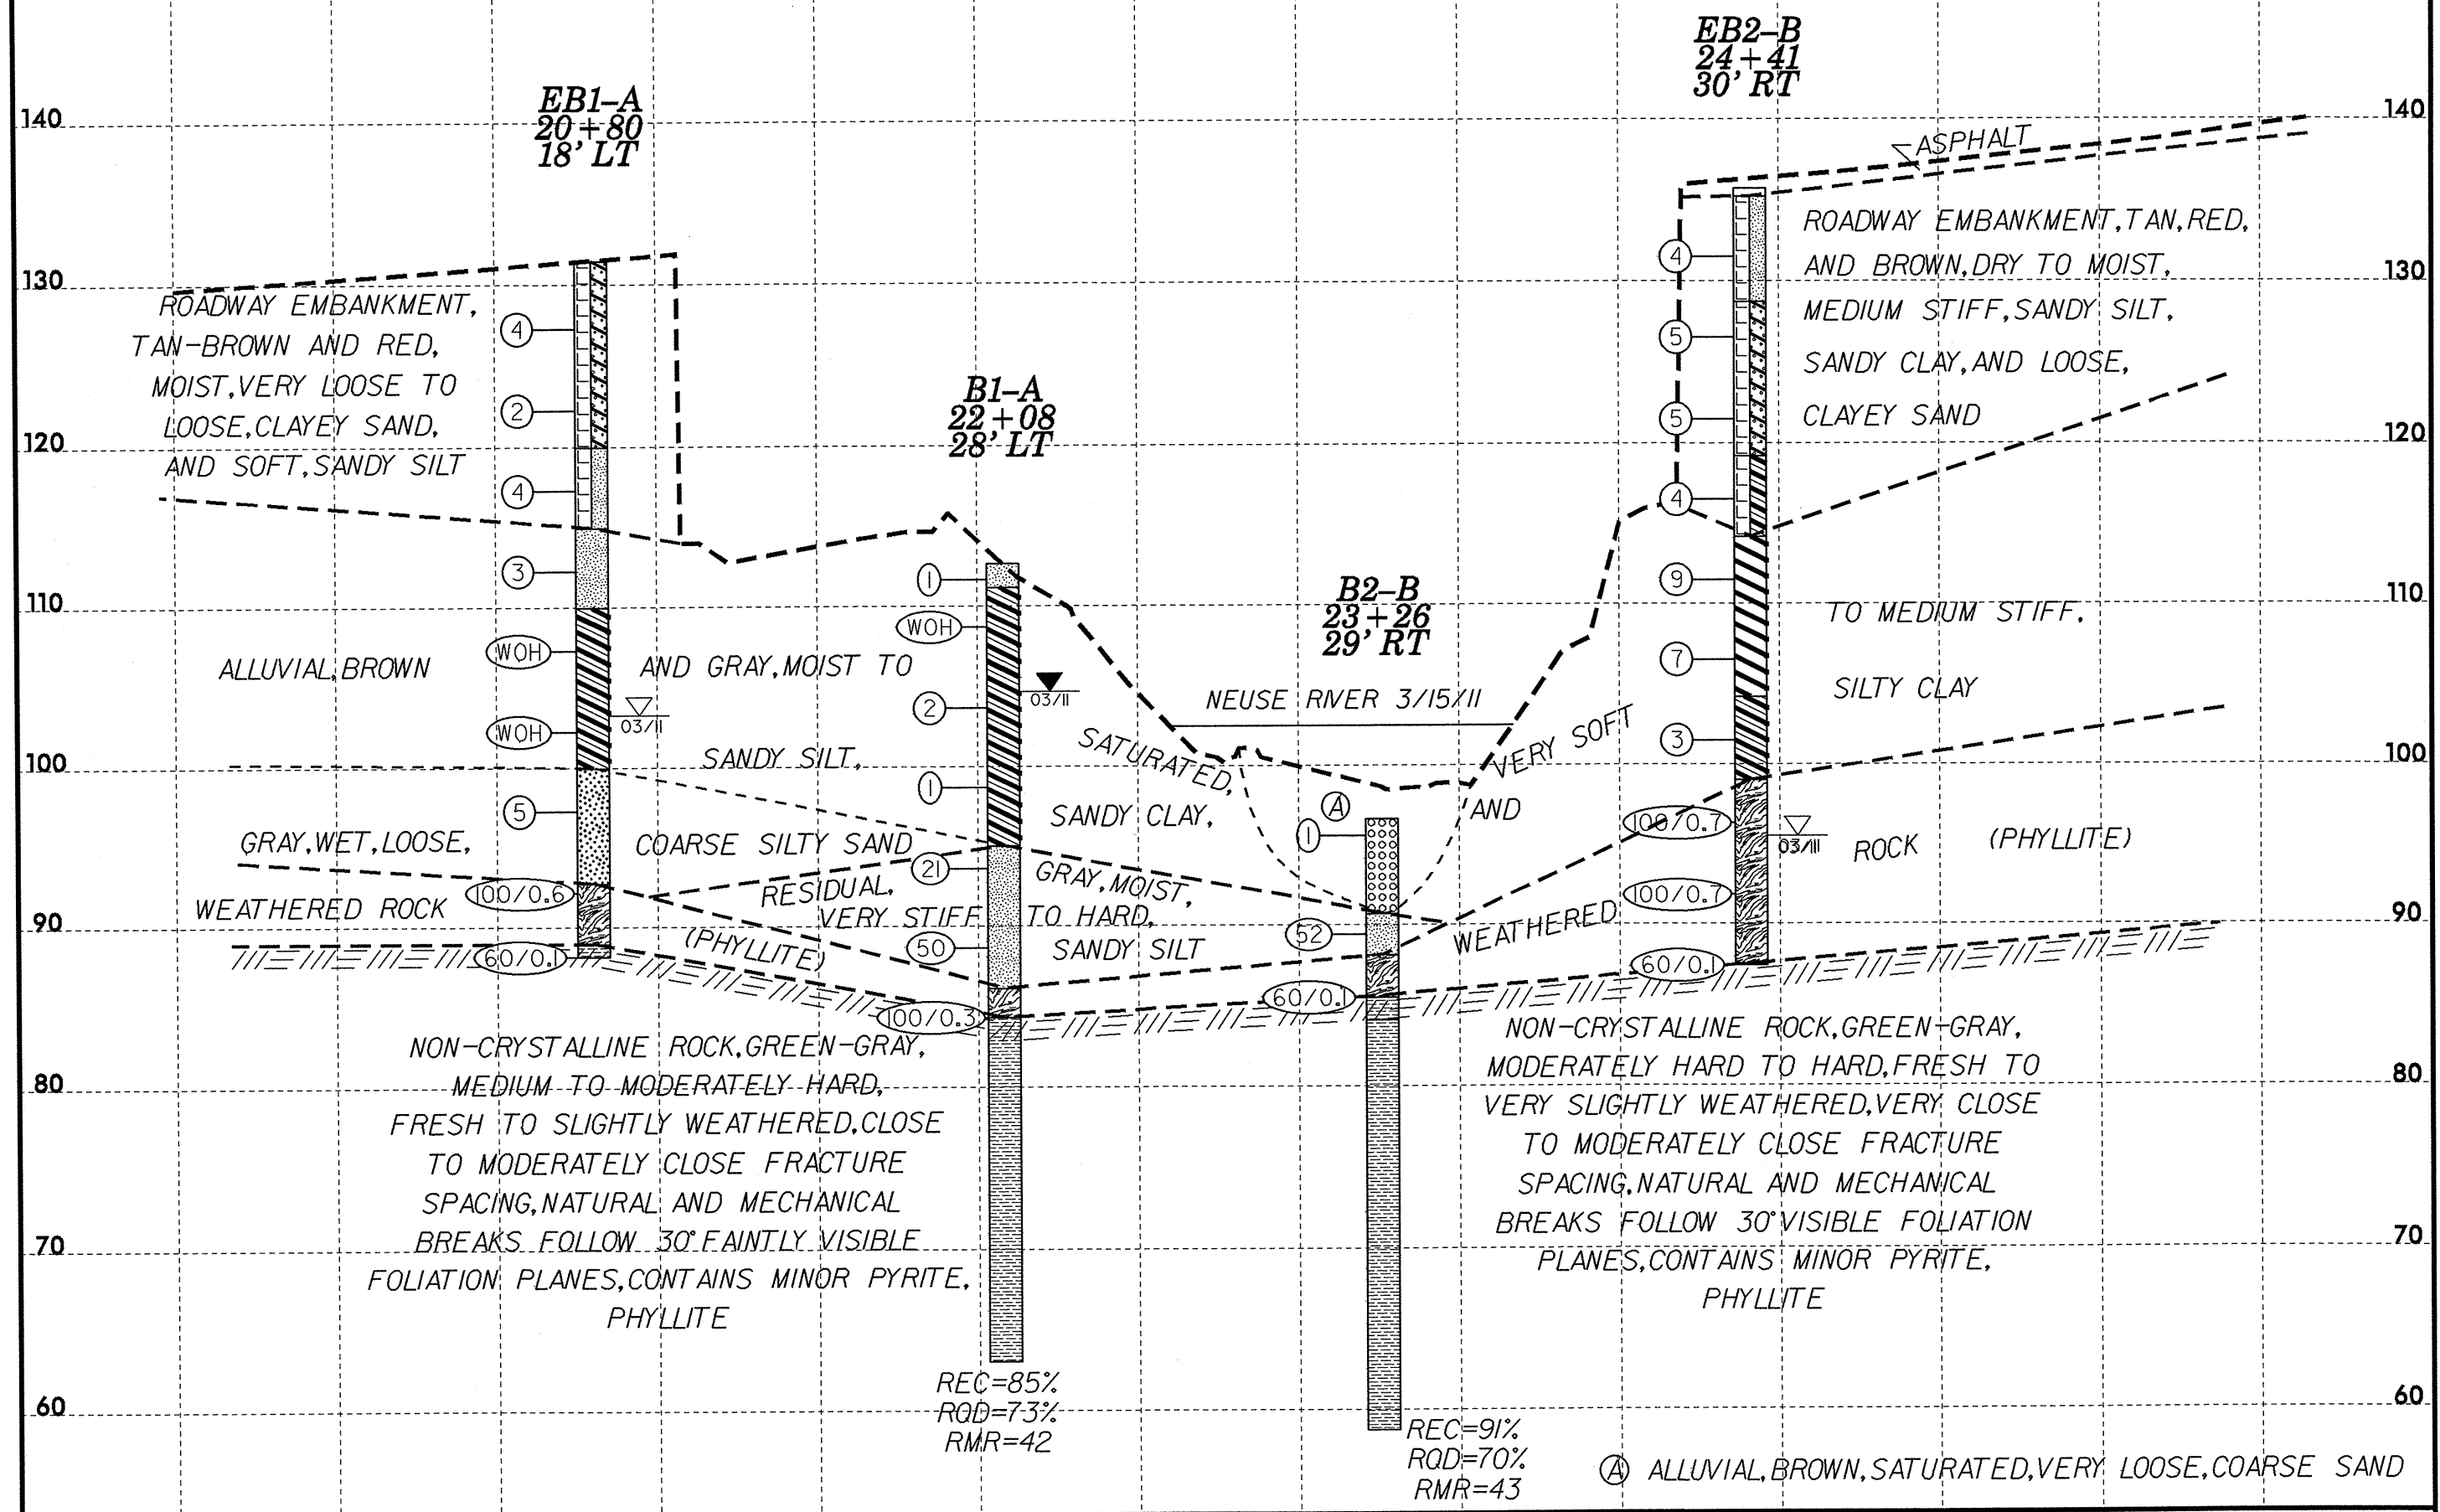 EB2-B
24+41
30' RT
EB1-A
20+80
18' LT
140
140
ASPHALT
ROADWAY EMBANKMENT, TAN, RED,
AND BROWN, DRY TO MOIST,
MEDIUM STIFF, SANDY SILT,
SANDY CLAY, AND LOOSE,
CLAYEY SAND
4
5
5
4
130
130
ROADWAY EMBANKMENT,
TAN-BROWN AND RED,
MOIST, VERY LOOSE TO
LOOSE, CLAYEY SAND,
AND SOFT, SANDY SILT
4
2
4
B1-A
22+08
28' LT
120
120
3
WOH
WOH
03/11
5
100/0.6
60/0.1
110
110
1
WOH
2
03/11
1
21
50
100/0.3
B2-B
23+26
29' RT
NEUSE RIVER 3/15/11
9
7
3
100/0.7
03/11
100/0.7
60/0.1
TO MEDIUM STIFF,
SILTY CLAY
ALLUVIAL, BROWN
AND GRAY, MOIST TO
SANDY SILT,
SATURATED,
SANDY CLAY,
VERY SOFT
AND
100
100
A
1
52
60/0.1
GRAY, WET, LOOSE,
COARSE SILTY SAND
RESIDUAL,
GRAY, MOIST,
VERY STIFF
TO HARD,
SANDY SILT
WEATHERED ROCK
(PHYLLITE)
WEATHERED
ROCK
(PHYLLITE)
90
90
NON-CRYSTALLINE ROCK, GREEN-GRAY,
MEDIUM TO MODERATELY HARD,
FRESH TO SLIGHTLY WEATHERED, CLOSE
TO MODERATELY CLOSE FRACTURE
SPACING, NATURAL AND MECHANICAL
BREAKS FOLLOW 30° FAINTLY VISIBLE
FOLIATION PLANES, CONTAINS MINOR PYRITE,
PHYLLITE
NON-CRYSTALLINE ROCK, GREEN-GRAY,
MODERATELY HARD TO HARD, FRESH TO
VERY SLIGHTLY WEATHERED, VERY CLOSE
TO MODERATELY CLOSE FRACTURE
SPACING, NATURAL AND MECHANICAL
BREAKS FOLLOW 30° VISIBLE FOLIATION
PLANES, CONTAINS MINOR PYRITE,
PHYLLITE
80
80
70
70
60
60
REC=85%
RQD=73%
RMR=42
REC=91%
RQD=70%
RMR=43
A ALLUVIAL, BROWN, SATURATED, VERY LOOSE, COARSE SAND